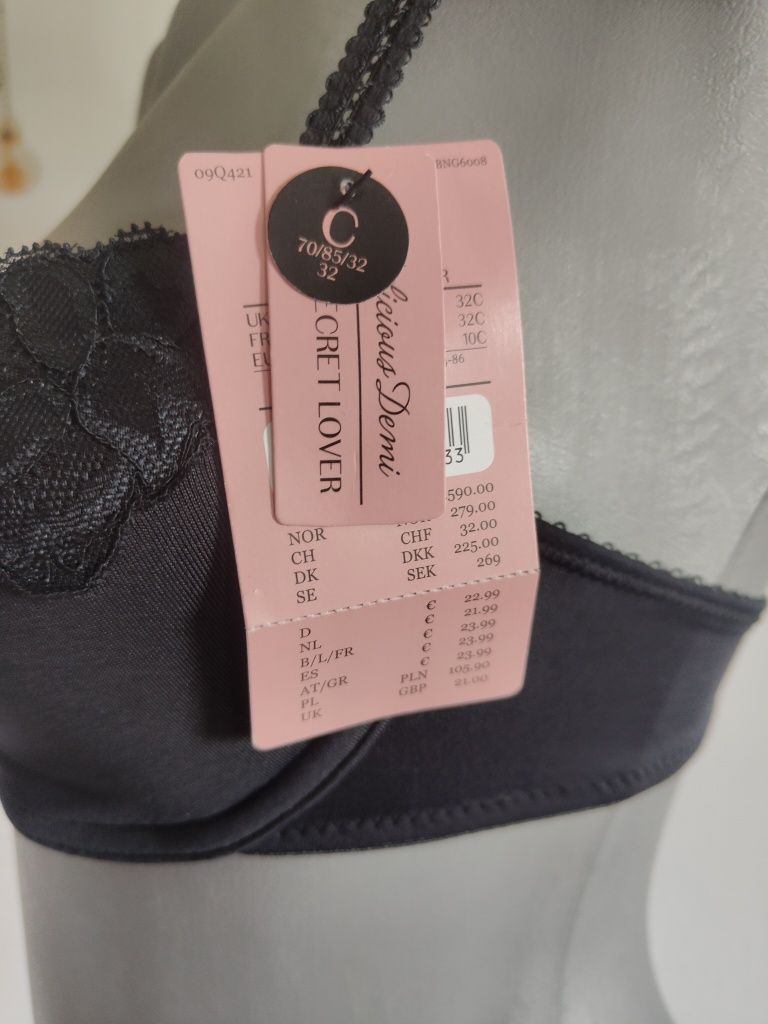 09Q421
BNG6008
C
70/85/32
32
licious Demi
ECRET LOVER
R
UK 32C
FR 32C
EU 10C
-86
33
590.00
NOR 279.00
CH CHF 32.00
DK DKK 225.00
SE SEK 269
D € 22.99
NL € 21.99
B/L/FR € 23.99
ES € 23.99
AT/GR € 23.99
PL PLN 105.90
UK GBP 21.00